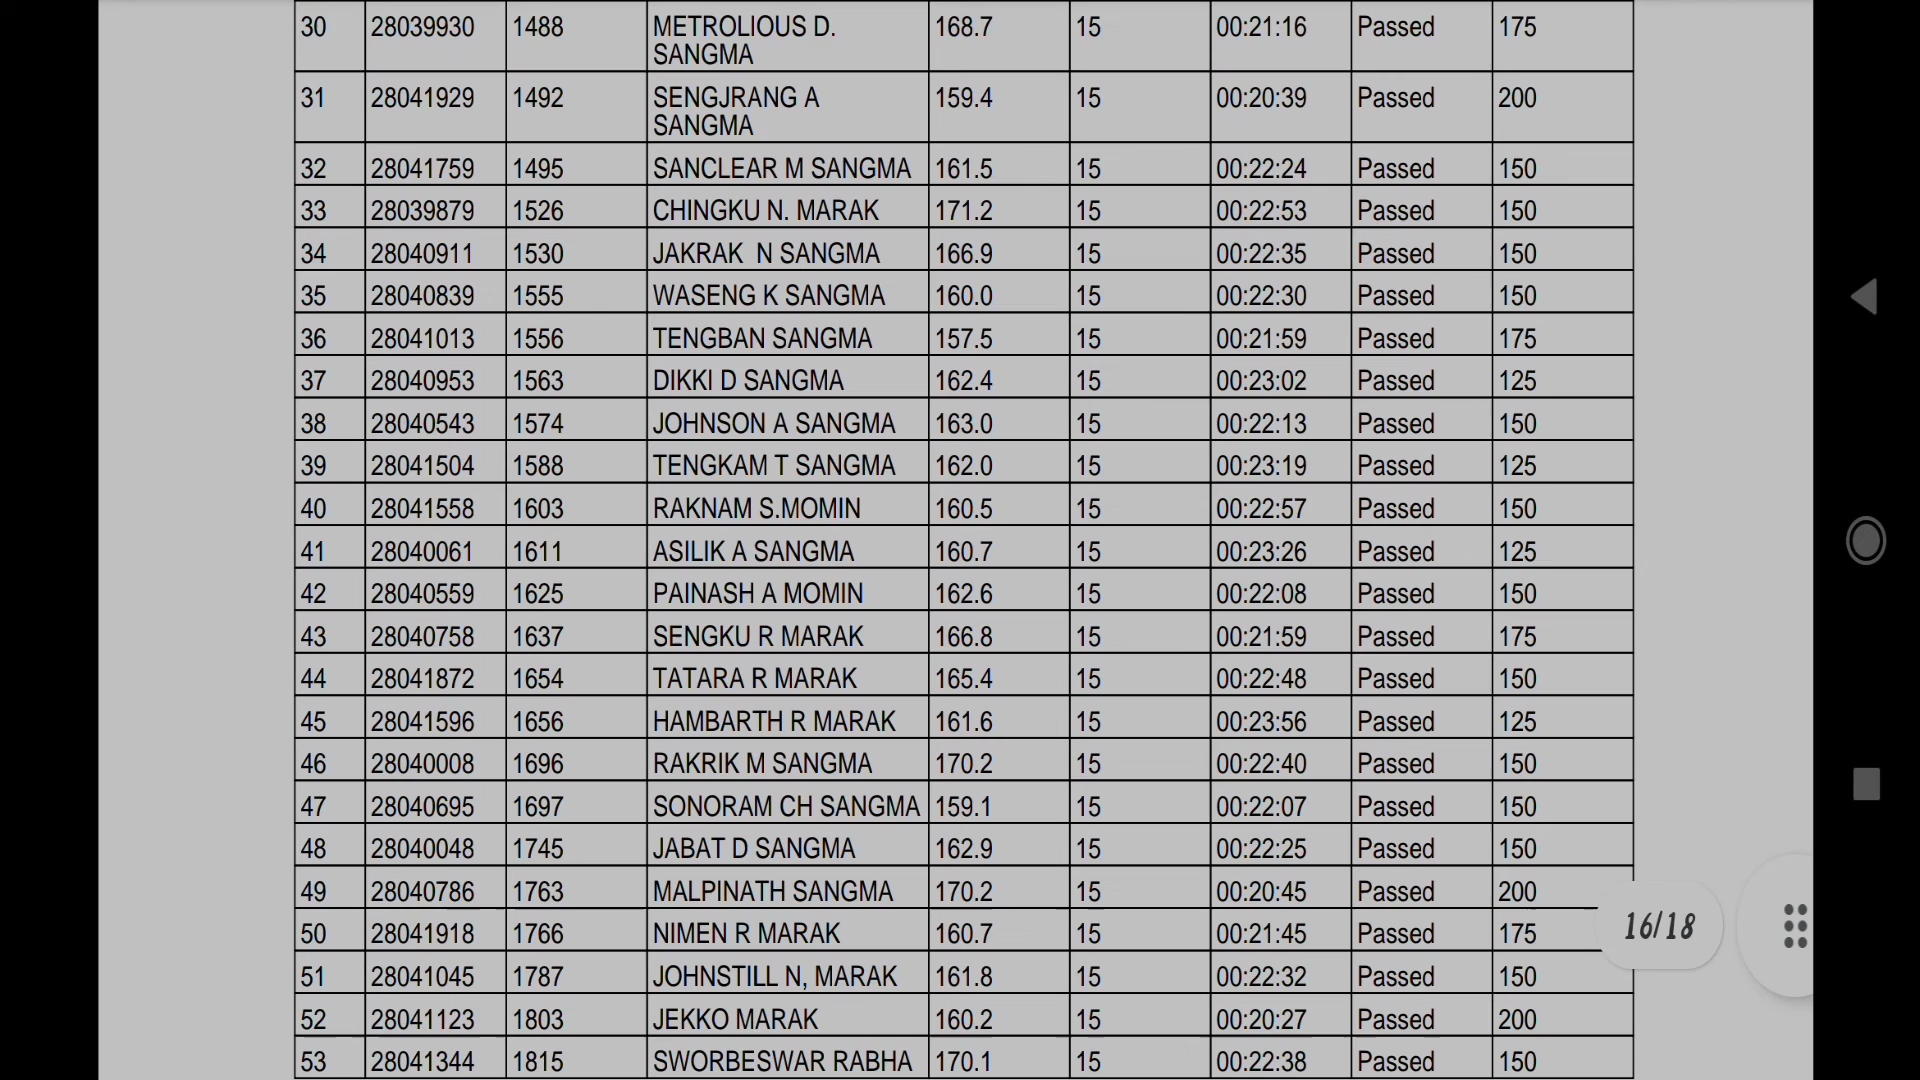 30 28039930 1488 METROLIOUS D. SANGMA 168.7 15 00:21:16 Passed 175
31 28041929 1492 SENGJRANG A SANGMA 159.4 15 00:20:39 Passed 200
32 28041759 1495 SANCLEAR M SANGMA 161.5 15 00:22:24 Passed 150
33 28039879 1526 CHINGKU N. MARAK 171.2 15 00:22:53 Passed 150
34 28040911 1530 JAKRAK N SANGMA 166.9 15 00:22:35 Passed 150
35 28040839 1555 WASENG K SANGMA 160.0 15 00:22:30 Passed 150
36 28041013 1556 TENGBAN SANGMA 157.5 15 00:21:59 Passed 175
37 28040953 1563 DIKKI D SANGMA 162.4 15 00:23:02 Passed 125
38 28040543 1574 JOHNSON A SANGMA 163.0 15 00:22:13 Passed 150
39 28041504 1588 TENGKAM T SANGMA 162.0 15 00:23:19 Passed 125
40 28041558 1603 RAKNAM S.MOMIN 160.5 15 00:22:57 Passed 150
41 28040061 1611 ASILIK A SANGMA 160.7 15 00:23:26 Passed 125
42 28040559 1625 PAINASH A MOMIN 162.6 15 00:22:08 Passed 150
43 28040758 1637 SENGKU R MARAK 166.8 15 00:21:59 Passed 175
44 28041872 1654 TATARA R MARAK 165.4 15 00:22:48 Passed 150
45 28041596 1656 HAMBARTH R MARAK 161.6 15 00:23:56 Passed 125
46 28040008 1696 RAKRIK M SANGMA 170.2 15 00:22:40 Passed 150
47 28040695 1697 SONORAM CH SANGMA 159.1 15 00:22:07 Passed 150
48 28040048 1745 JABAT D SANGMA 162.9 15 00:22:25 Passed 150
49 28040786 1763 MALPINATH SANGMA 170.2 15 00:20:45 Passed 200
50 28041918 1766 NIMEN R MARAK 160.7 15 00:21:45 Passed 175
16/18
51 28041045 1787 JOHNSTILL N, MARAK 161.8 15 00:22:32 Passed 150
52 28041123 1803 JEKKO MARAK 160.2 15 00:20:27 Passed 200
53 28041344 1815 SWORBESWAR RABHA 170.1 15 00:22:38 Passed 150